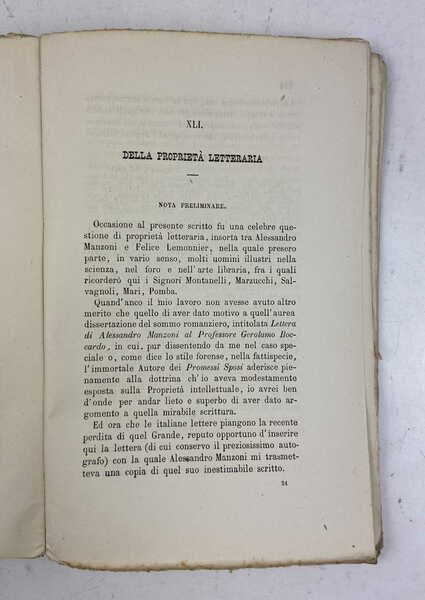 XLI.
DELLA PROPRIETÀ LETTERARIA
NOTA PRELIMINARE.
Occasione al presente scritto fu una celebre que-
stione di proprietà letteraria, insorta tra Alessandro
Manzoni e Felice Lemonnier, nella quale presero
parte, in vario senso, molti uomini illustri nella
scienza, nel foro e nell'arte libraria, fra i quali
ricorderò qui i Signori Montanelli, Marzucchi, Sal-
vagnoli, Mari, Pomba.
Quand'anco il mio lavoro non avesse avuto altro
merito che quello di aver dato motivo a quell'aurea
dissertazione del sommo romanziero, intitolata Lettera
di Alessandro Manzoni al Professore Gerolamo Boc-
cardo, in cui, pur dissentendo da me nel caso spe-
ciale o, come dice lo stile forense, nella fattispecie,
l'immortale Autore dei Promessi Sposi aderisce pie-
namente alla dottrina ch'io aveva modestamente
esposta sulla Proprietà intellettuale, io avrei ben
d'onde per andar lieto e superbo di aver dato ar-
gomento a quella mirabile scrittura.
Ed ora che le italiane lettere piangono la recente
perdita di quel Grande, reputo opportuno d'inserire
qui la lettera (di cui conservo il preziosissimo auto-
grafo) con la quale Alessandro Manzoni mi trasmet-
teva una copia di quel suo inestimabile scritto.
24